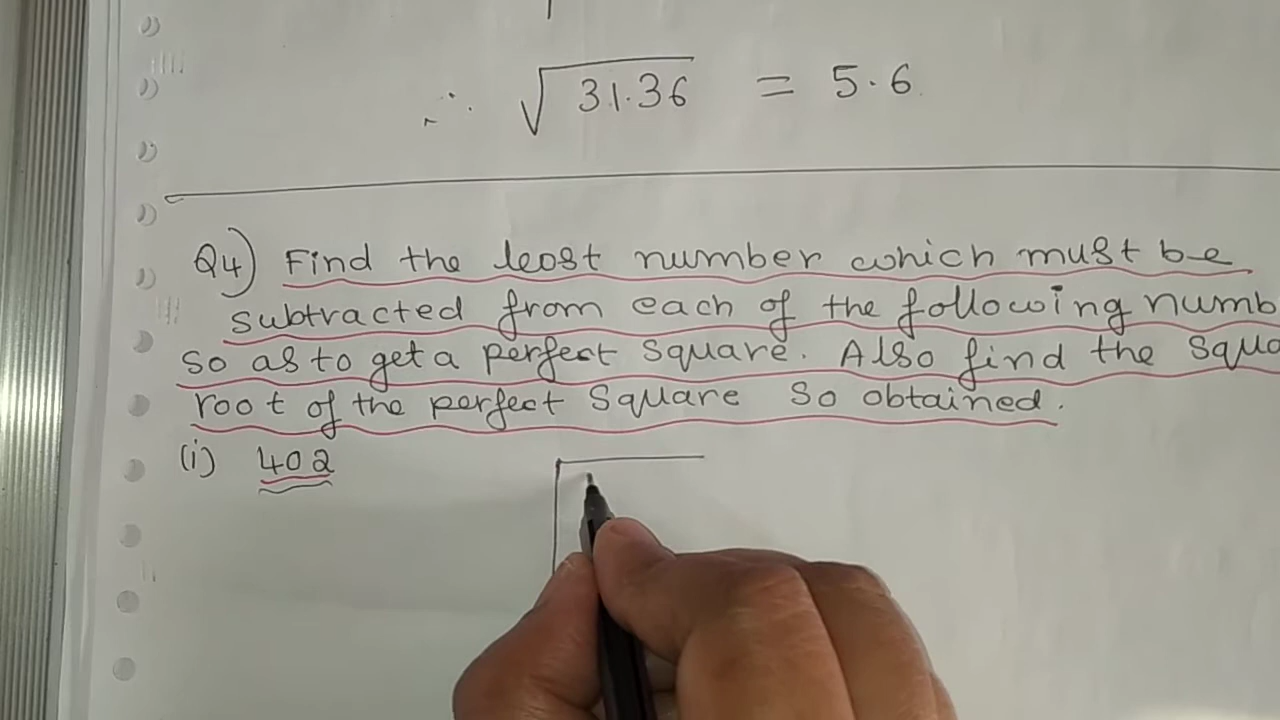 ∴ √31.36 = 5.6
Q4) Find the least number which must be
subtracted from each of the following numb
so as to get a perfect square. Also find the squa
root of the perfect square so obtained.
(i) 402